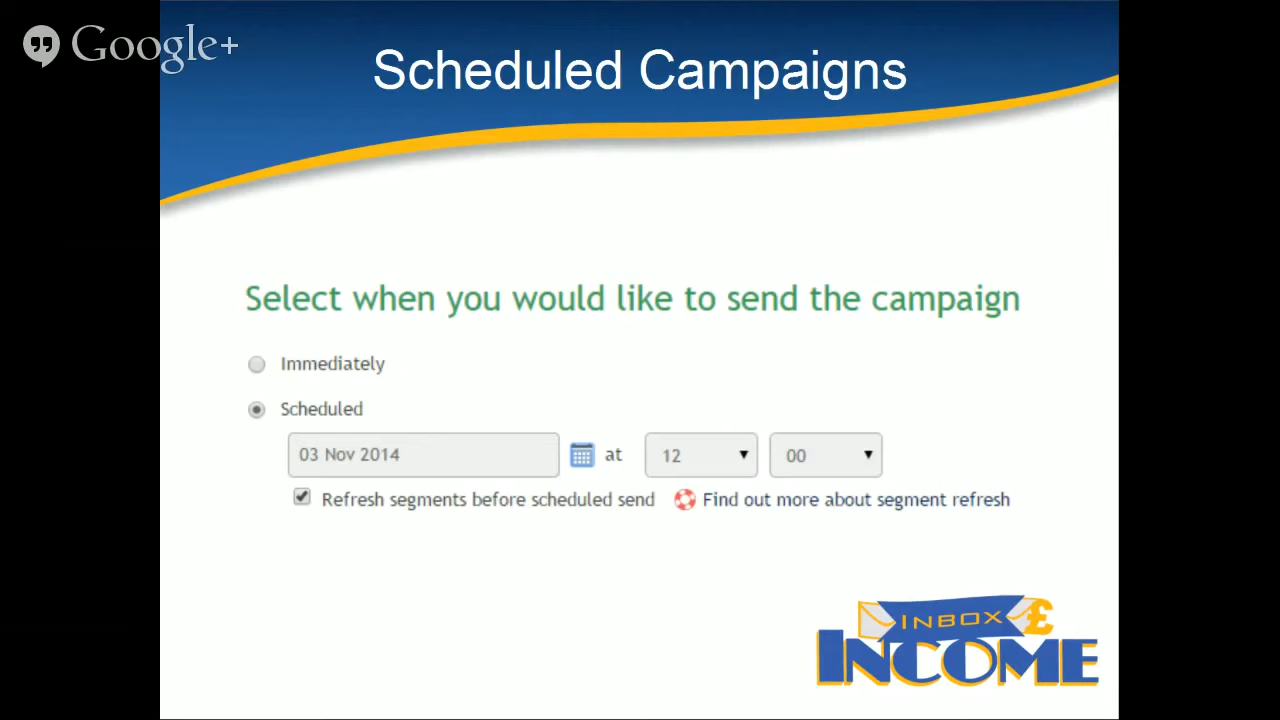 Google+
Scheduled Campaigns
Select when you would like to send the campaign
Immediately
Scheduled
03 Nov 2014 at 12 00
Refresh segments before scheduled send Find out more about segment refresh
INBOX £
INCOME